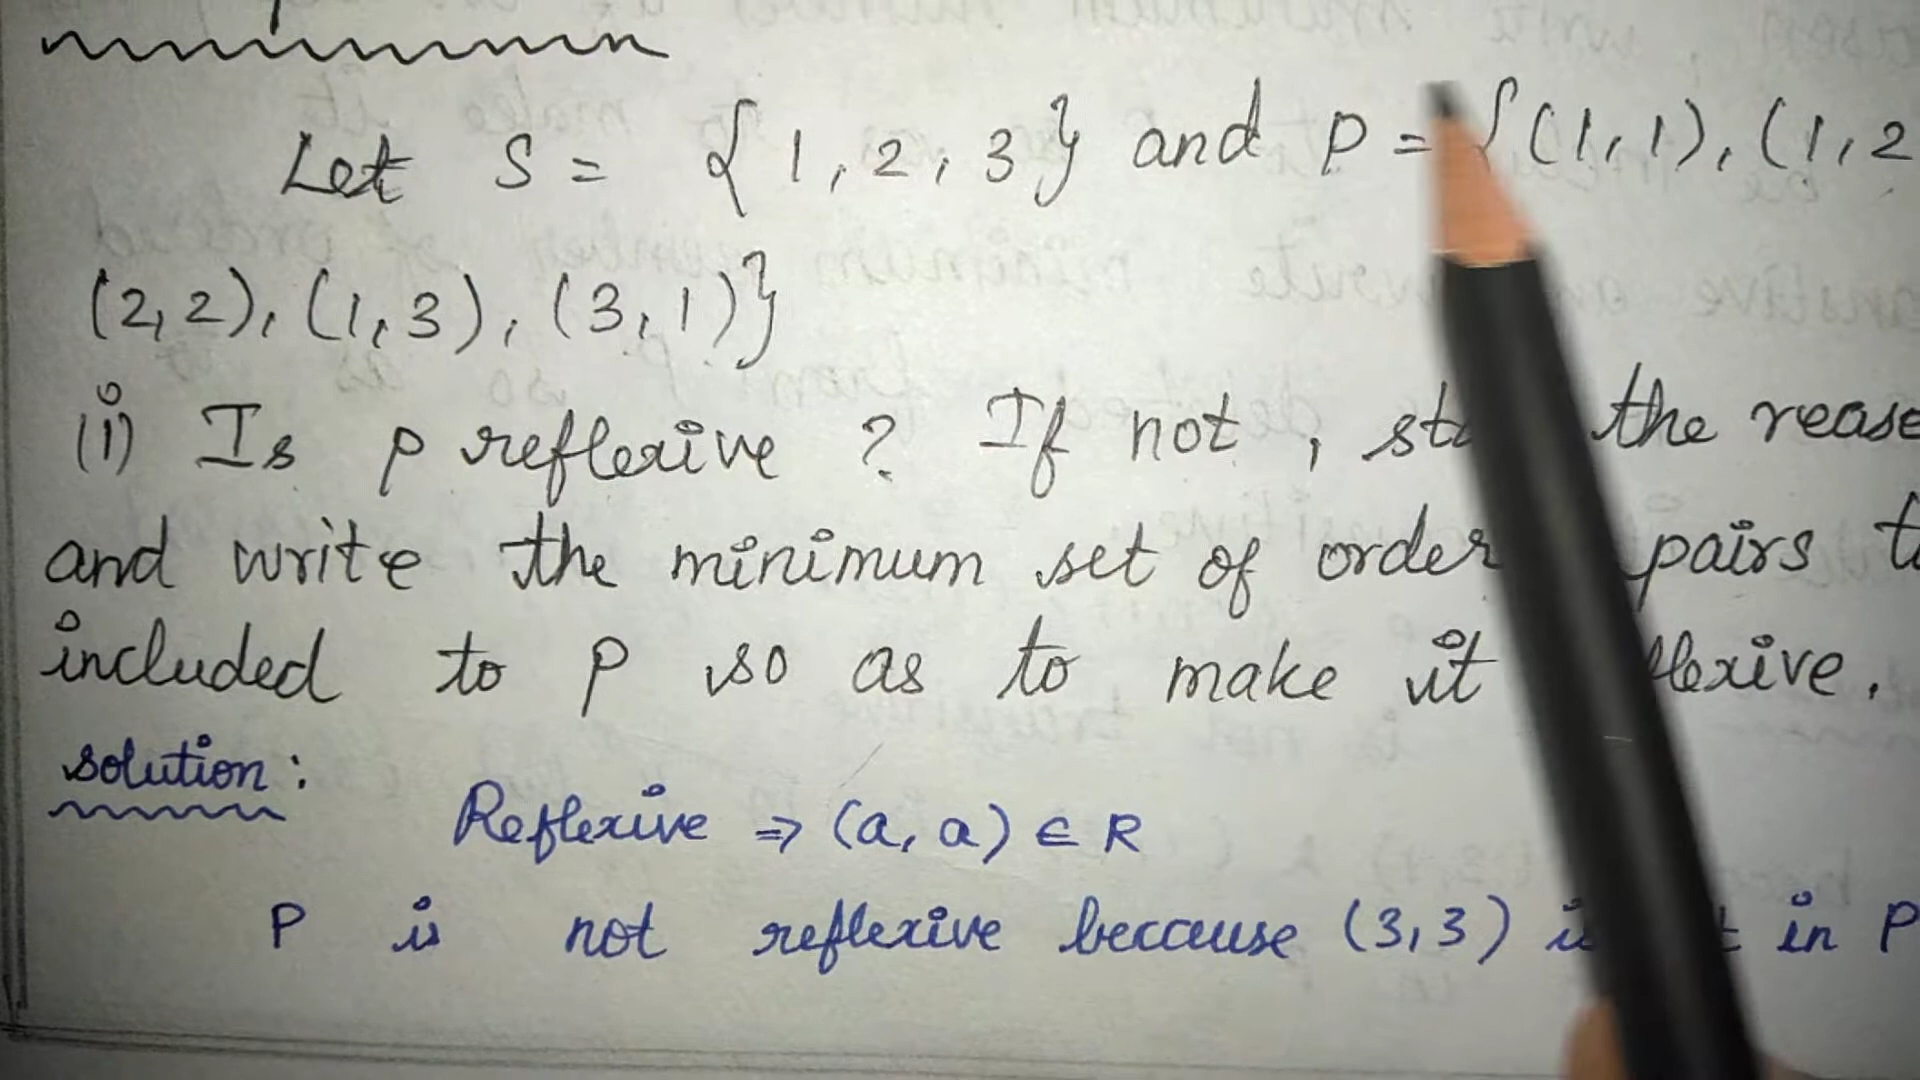 Let S = {1, 2, 3} and P = {(1,1), (1,2
(2,2), (1,3), (3,1)}
(i) Is P reflexive ? If not, the
and write the minimum set of pairs
included to P so as to make it
solution:
Reflexive ⇒ (a, a) ∈ R
P is not reflexive because (3,3) in P